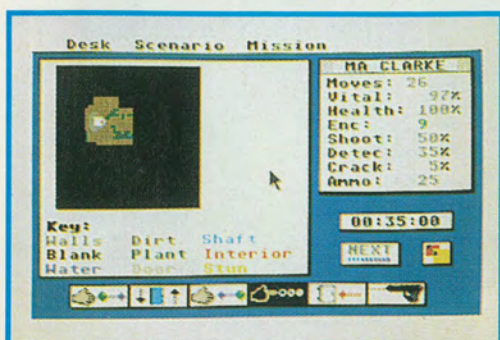 Desk Scenario Mission
MA CLARKE
Moves: 26
Vital: 97%
Health: 100%
Enc: 9
Shoot: 50%
Detec: 35%
Crack: 5%
Ammo: 25
Key:
Walls Dirt Shaft
Blank Plant Interior
Water Door Stun
00:35:00
NEXT